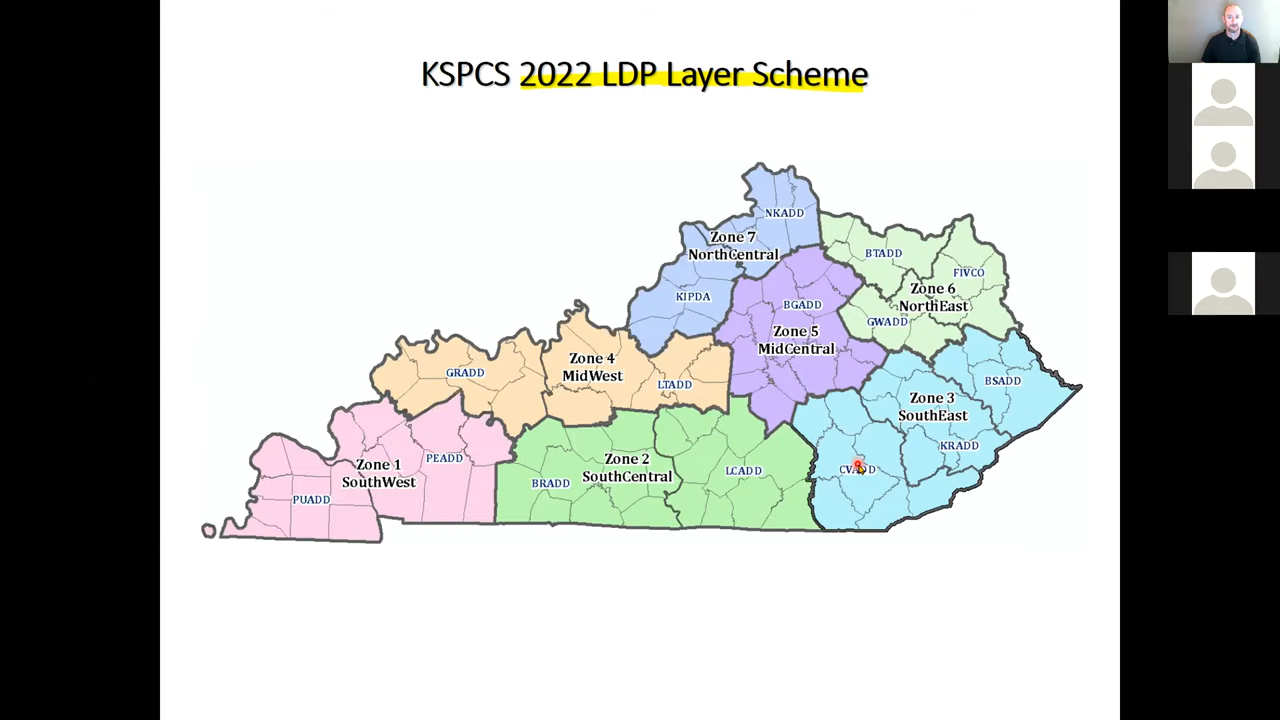 KSPCS 2022 LDP Layer Scheme
NKADD
Zone 7
NorthCentral
BTADD
FIVCO
KIPDA
BGADD
Zone 6
NorthEast
GWADD
Zone 5
MidCentral
Zone 4
MidWest
GRADD
LTADD
BSADD
Zone 3
SouthEast
KRADD
PEADD
Zone 1
SouthWest
Zone 2
SouthCentral
PUADD
BRADD
LCADD
CVADD